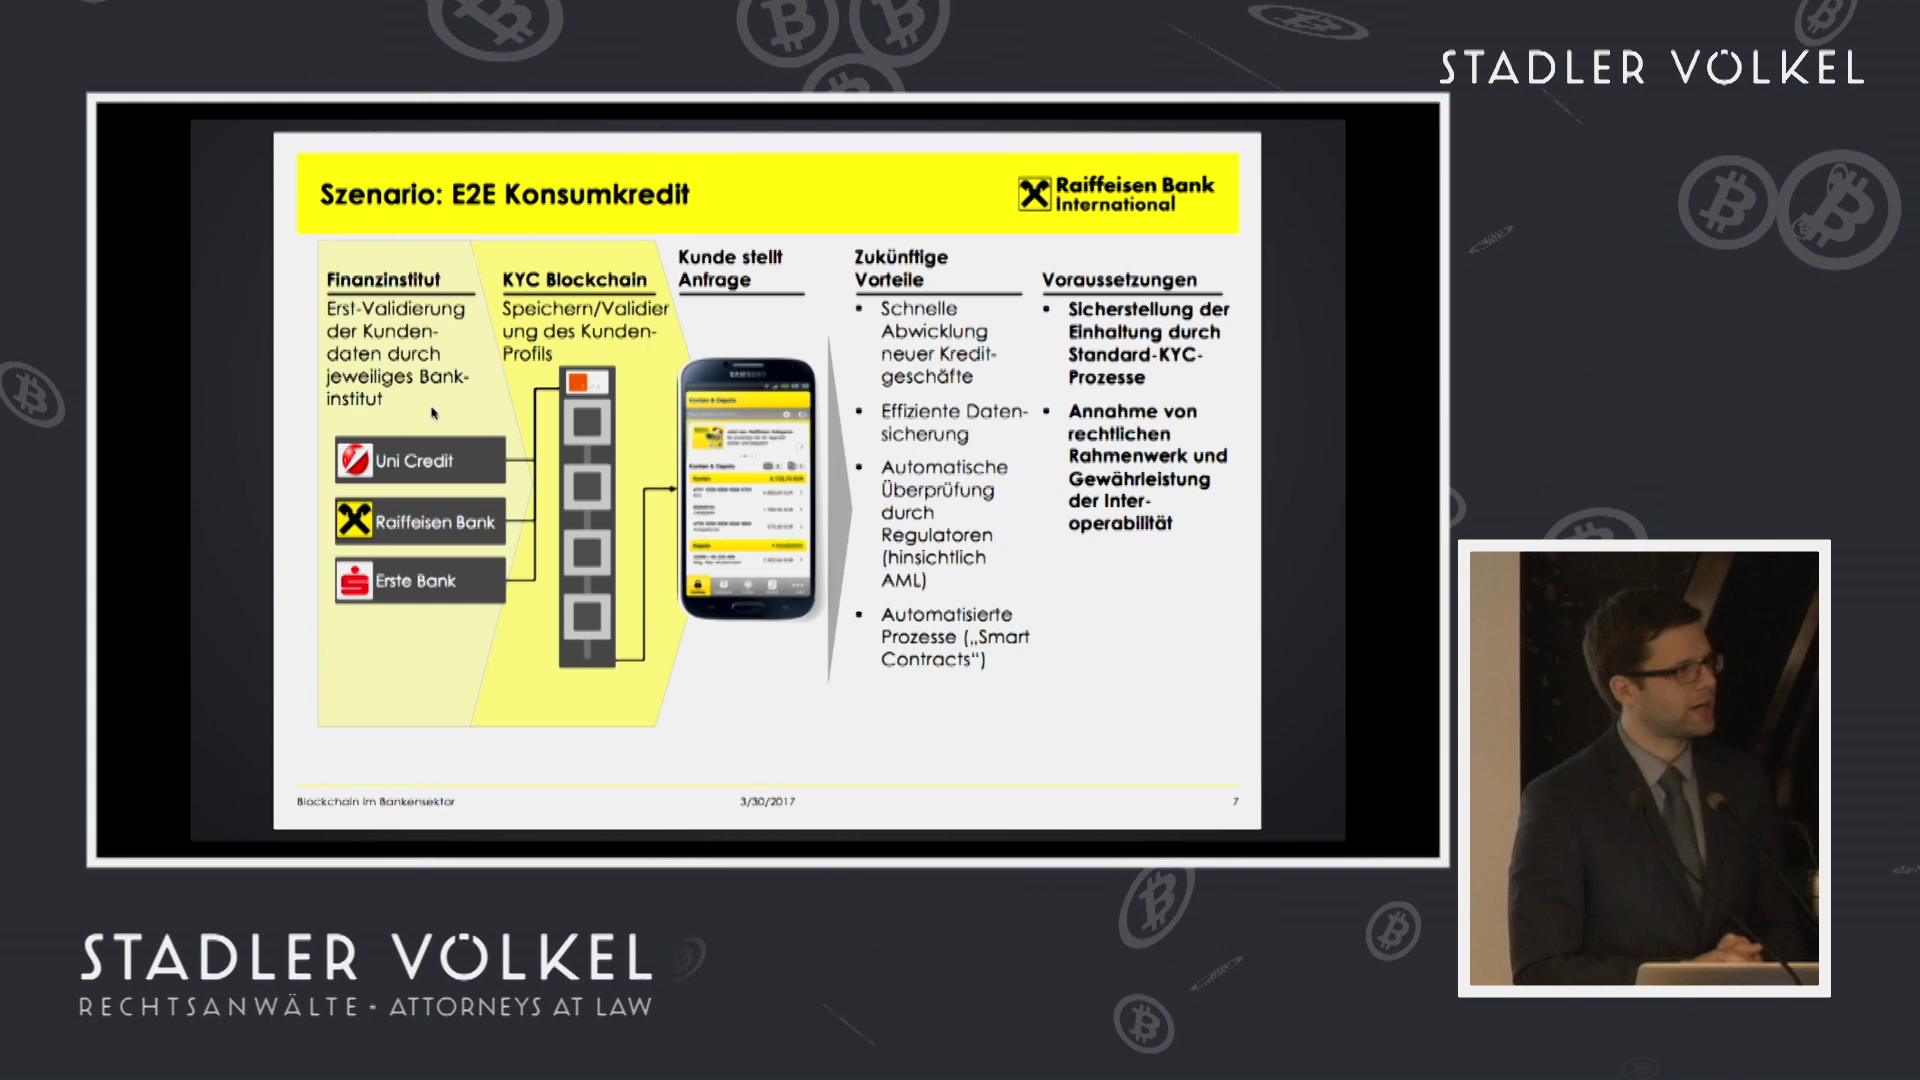 STADLER VÖLKEL
Szenario: E2E Konsumkredit
Raiffeisen Bank
International
Finanzinstitut
Erst-Validierung
der Kunden-
daten durch
jeweiliges Bank-
institut
Uni Credit
Raiffeisen Bank
Erste Bank
KYC Blockchain
Speichern/Validier
ung des Kunden-
Profils
Kunde stellt
Anfrage
SAMSUNG
Zukünftige
Vorteile
▪ Schnelle
Abwicklung
neuer Kredit-
geschäfte
▪ Effiziente Daten-
sicherung
▪ Automatische
Überprüfung
durch
Regulatoren
(hinsichtlich
AML)
▪ Automatisierte
Prozesse („Smart
Contracts“)
Voraussetzungen
▪ Sicherstellung der
Einhaltung durch
Standard-KYC-
Prozesse
▪ Annahme von
rechtlichen
Rahmenwerk und
Gewährleistung
der Inter-
operabilität
Blockchain im Bankensektor
3/30/2017
7
STADLER VÖLKEL
RECHTSANWÄLTE - ATTORNEYS AT LAW